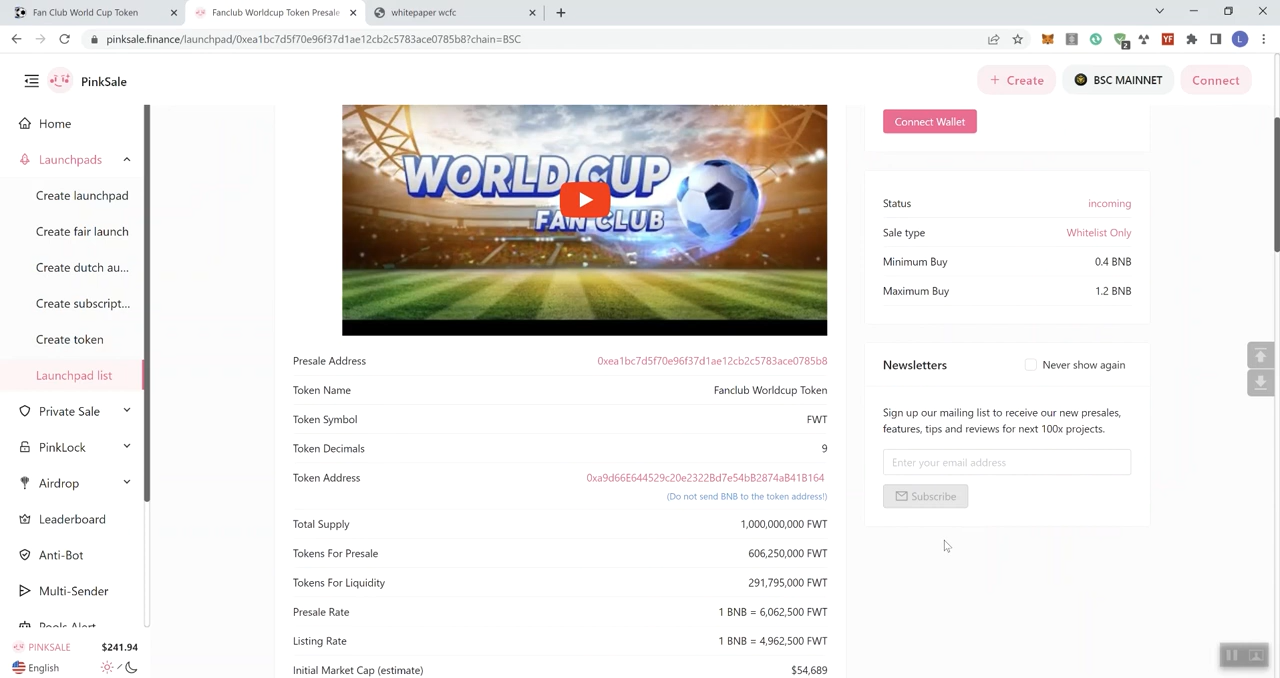 Fan Club World Cup Token
Fanclub Worldcup Token Presale
whitepaper wcfc
pinksale.finance/launchpad/0xea1bc7d5f70e96f37d1ae12cb2c5783ace0785b8?chain=BSC
2
YF
L
PinkSale
Create
BSC MAINNET
Connect
Home
Launchpads
Create launchpad
Create fair launch
Create dutch au...
Create subscript...
Create token
Launchpad list
Private Sale
PinkLock
Airdrop
Leaderboard
Anti-Bot
Multi-Sender
Pools Alert
PINKSALE $241.94
English
WORLD CUP
FAN CLUB
Presale Address 0xea1bc7d5f70e96f37d1ae12cb2c5783ace0785b8
Token Name Fanclub Worldcup Token
Token Symbol FWT
Token Decimals 9
Token Address 0xa9d66E644529c20e2322Bd7e54bB2874aB41B164
(Do not send BNB to the token address!)
Total Supply 1,000,000,000 FWT
Tokens For Presale 606,250,000 FWT
Tokens For Liquidity 291,795,000 FWT
Presale Rate 1 BNB = 6,062,500 FWT
Listing Rate 1 BNB = 4,962,500 FWT
Initial Market Cap (estimate) $54,689
Connect Wallet
Status incoming
Sale type Whitelist Only
Minimum Buy 0.4 BNB
Maximum Buy 1.2 BNB
Newsletters Never show again
Sign up our mailing list to receive our new presales,
features, tips and reviews for next 100x projects.
Enter your email address
Subscribe